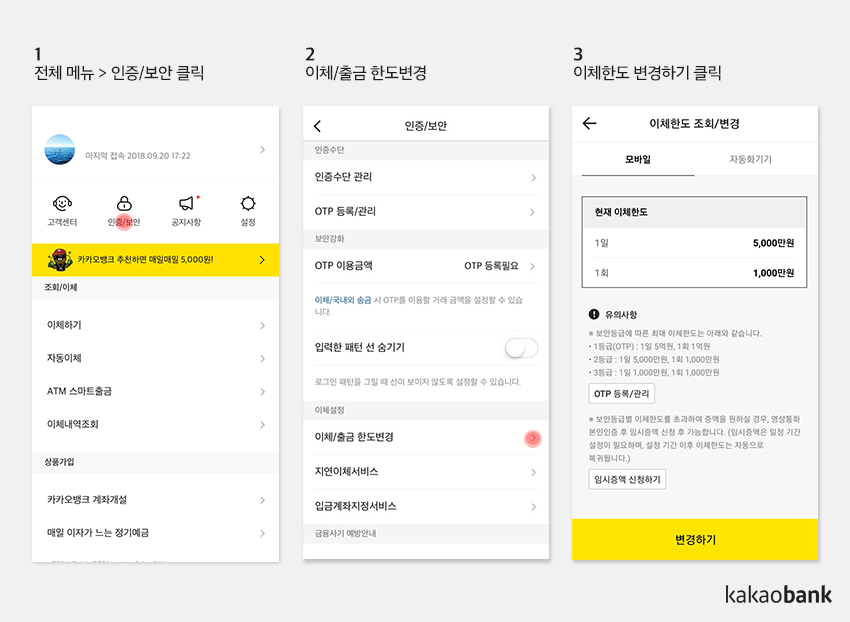 1
전체 메뉴 > 인증/보안 클릭
마지막 접속 2018.09.20 17:22
고객센터
인증/보안
공지사항
설정
카카오뱅크 추천하면 매일매일 5,000원!
조회/이체
이체하기
자동이체
ATM 스마트출금
이체내역조회
상품가입
카카오뱅크 계좌개설
매일 이자가 느는 정기예금
2
이체/출금 한도변경
인증/보안
인증수단
인증수단 관리
OTP 등록/관리
보안강화
OTP 이용금액 OTP 등록필요
이체/국내외 송금 시 OTP를 이용할 거래 금액을 설정할 수 있습
니다.
입력한 패턴 선 숨기기
로그인 패턴을 그릴 때 선이 보이지 않도록 설정할 수 있습니다.
이체설정
이체/출금 한도변경
지연이체서비스
입금계좌지정서비스
금융사기 예방안내
3
이체한도 변경하기 클릭
이체한도 조회/변경
모바일 자동화기기
현재 이체한도
1일 5,000만원
1회 1,000만원
유의사항
※ 보안등급에 따른 최대 이체한도는 아래와 같습니다.
• 1등급(OTP) : 1일 5억원, 1회 1억원
• 2등급 : 1일 5,000만원, 1회 1,000만원
• 3등급 : 1일 1,000만원, 1회 1,000만원
OTP 등록/관리
※ 보안등급별 이체한도를 초과하여 증액을 원하실 경우, 영상통화
본인인증 후 임시증액 신청 후 가능합니다. (임시증액은 일정 기간
설정이 필요하며, 설정 기간 이후 이체한도는 자동으로
복귀됩니다.)
임시증액 신청하기
변경하기
kakaobank